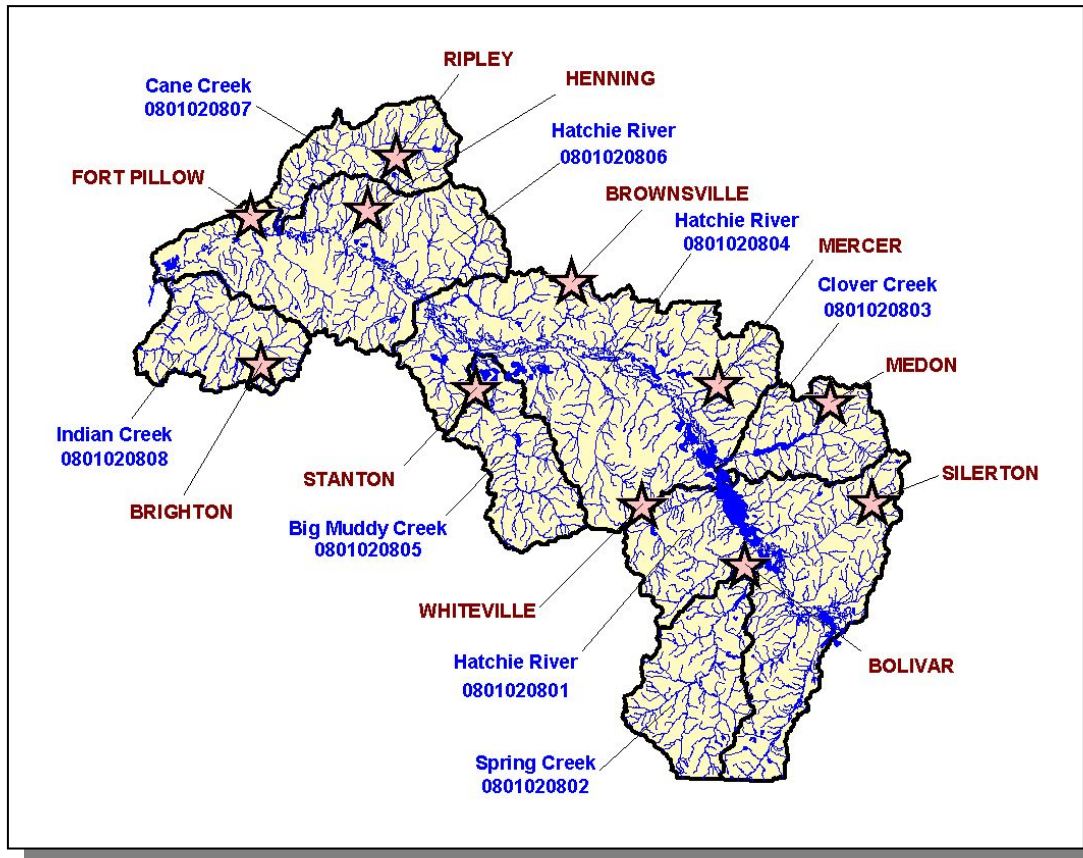 RIPLEY
HENNING
Cane Creek
0801020807
Hatchie River
0801020806
FORT PILLOW
BROWNSVILLE
Hatchie River
0801020804
MERCER
Clover Creek
0801020803
MEDON
Indian Creek
0801020808
STANTON
SILERTON
BRIGHTON
Big Muddy Creek
0801020805
WHITEVILLE
Hatchie River
0801020801
BOLIVAR
Spring Creek
0801020802